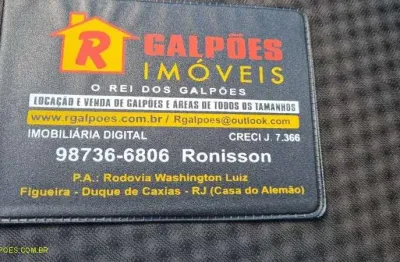 R GALPÕES
IMÓVEIS
O REI DOS GALPÕES
LOCAÇÃO E VENDA DE GALPÕES E AREAS DE TODOS OS TAMANHOS
www.rgalpoes.com.br / Rgalpoes@outlook.com
IMOBILIÁRIA DIGITAL CRECI J. 7.366
98736-6806 Ronisson
P.A.: Rodovia Washington Luiz
Figueira - Duque de Caxias - RJ (Casa do Alemão)
POES.COM.BR